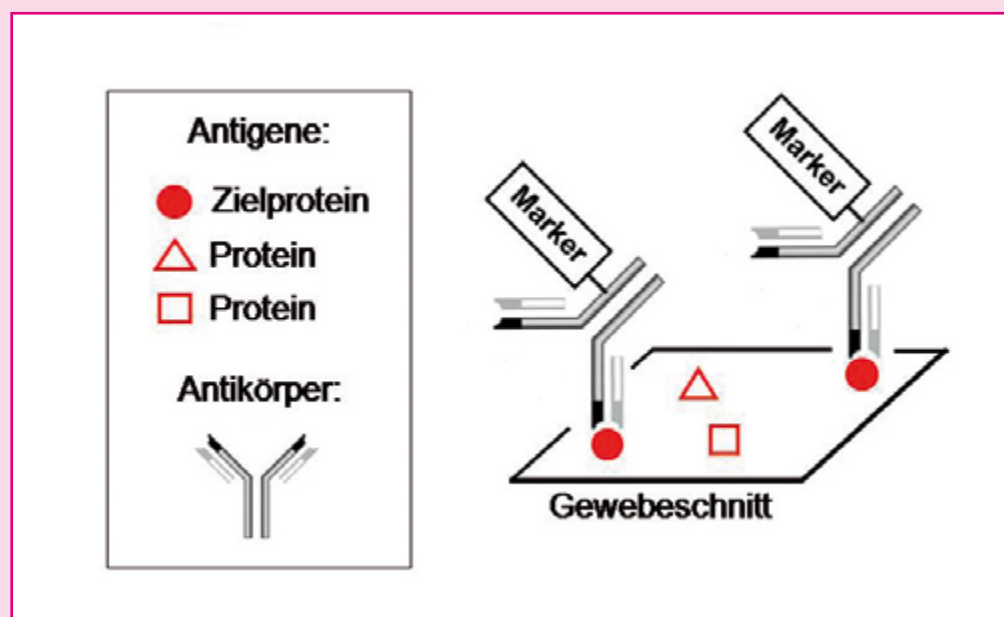 Antigene:
Zielprotein
Protein
Protein
Antikörper:
Marker
Marker
Gewebeschnitt